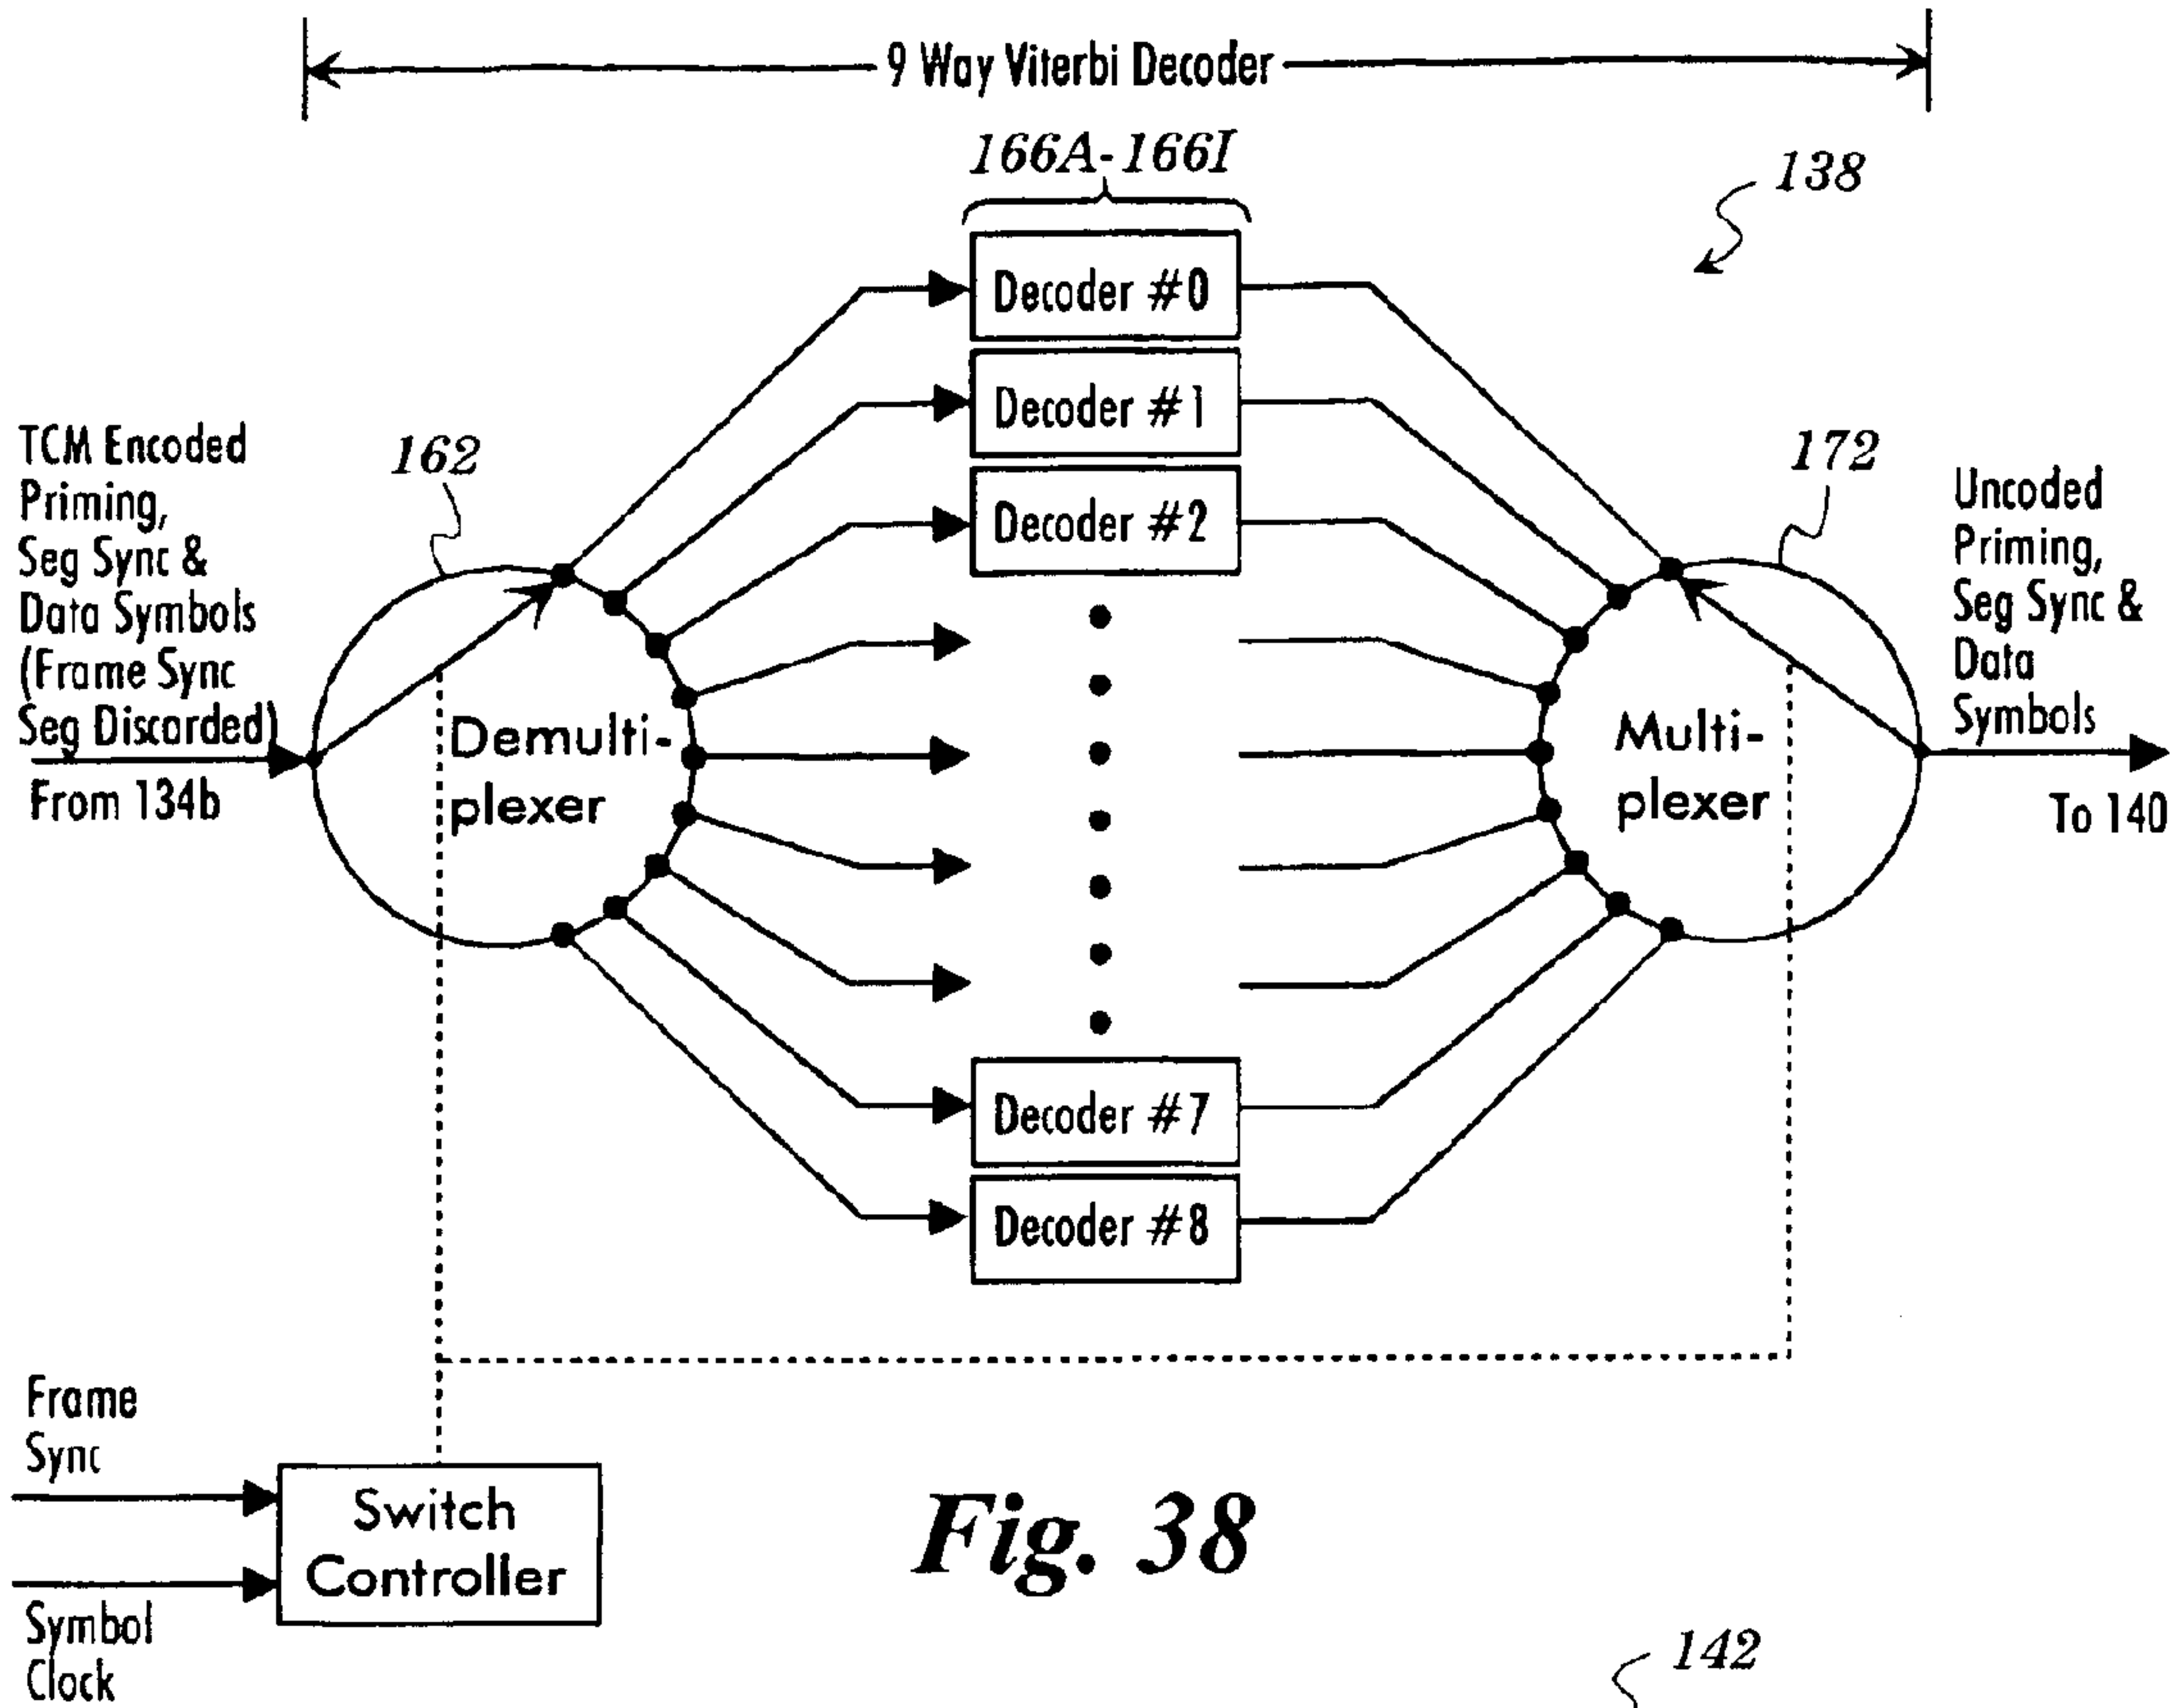 9 Way Viterbi Decoder
166A-166I
138
Decoder #0
Decoder #1
Decoder #2
TCM Encoded
Priming,
Seg Sync &
Data Symbols
(Frame Sync
Seg Discarded)
From 134b
162
Demulti-
plexer
172
Multi-
plexer
Uncoded
Priming,
Seg Sync &
Data
Symbols
To 140
Decoder #7
Decoder #8
Frame
Sync
Switch
Controller
Symbol
Clock
Fig. 38
142